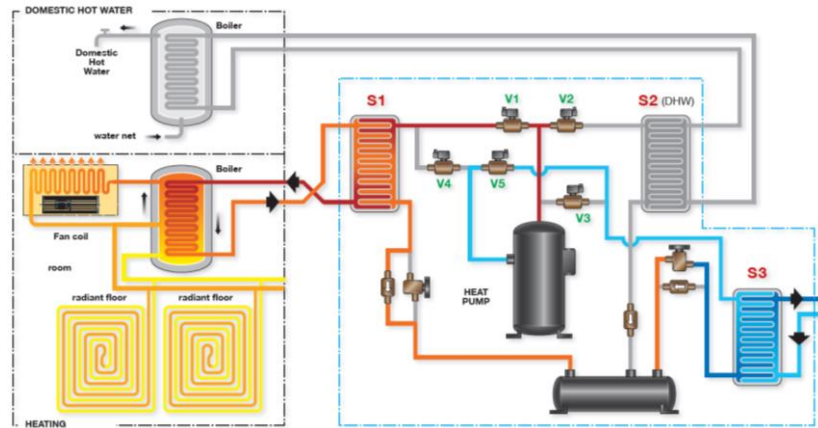 DOMESTIC HOT WATER
Boiler
Domestic
Hot
Water
water net
S1
V1
V2
S2 (DHW)
Boiler
V4
V5
V3
Fan coil
room
HEAT
PUMP
S3
radiant floor
radiant floor
HEATING